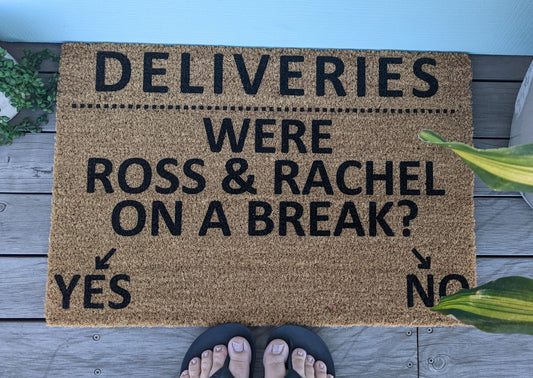 DELIVERIES
WERE
ROSS & RACHEL
ON A BREAK?
YES NO